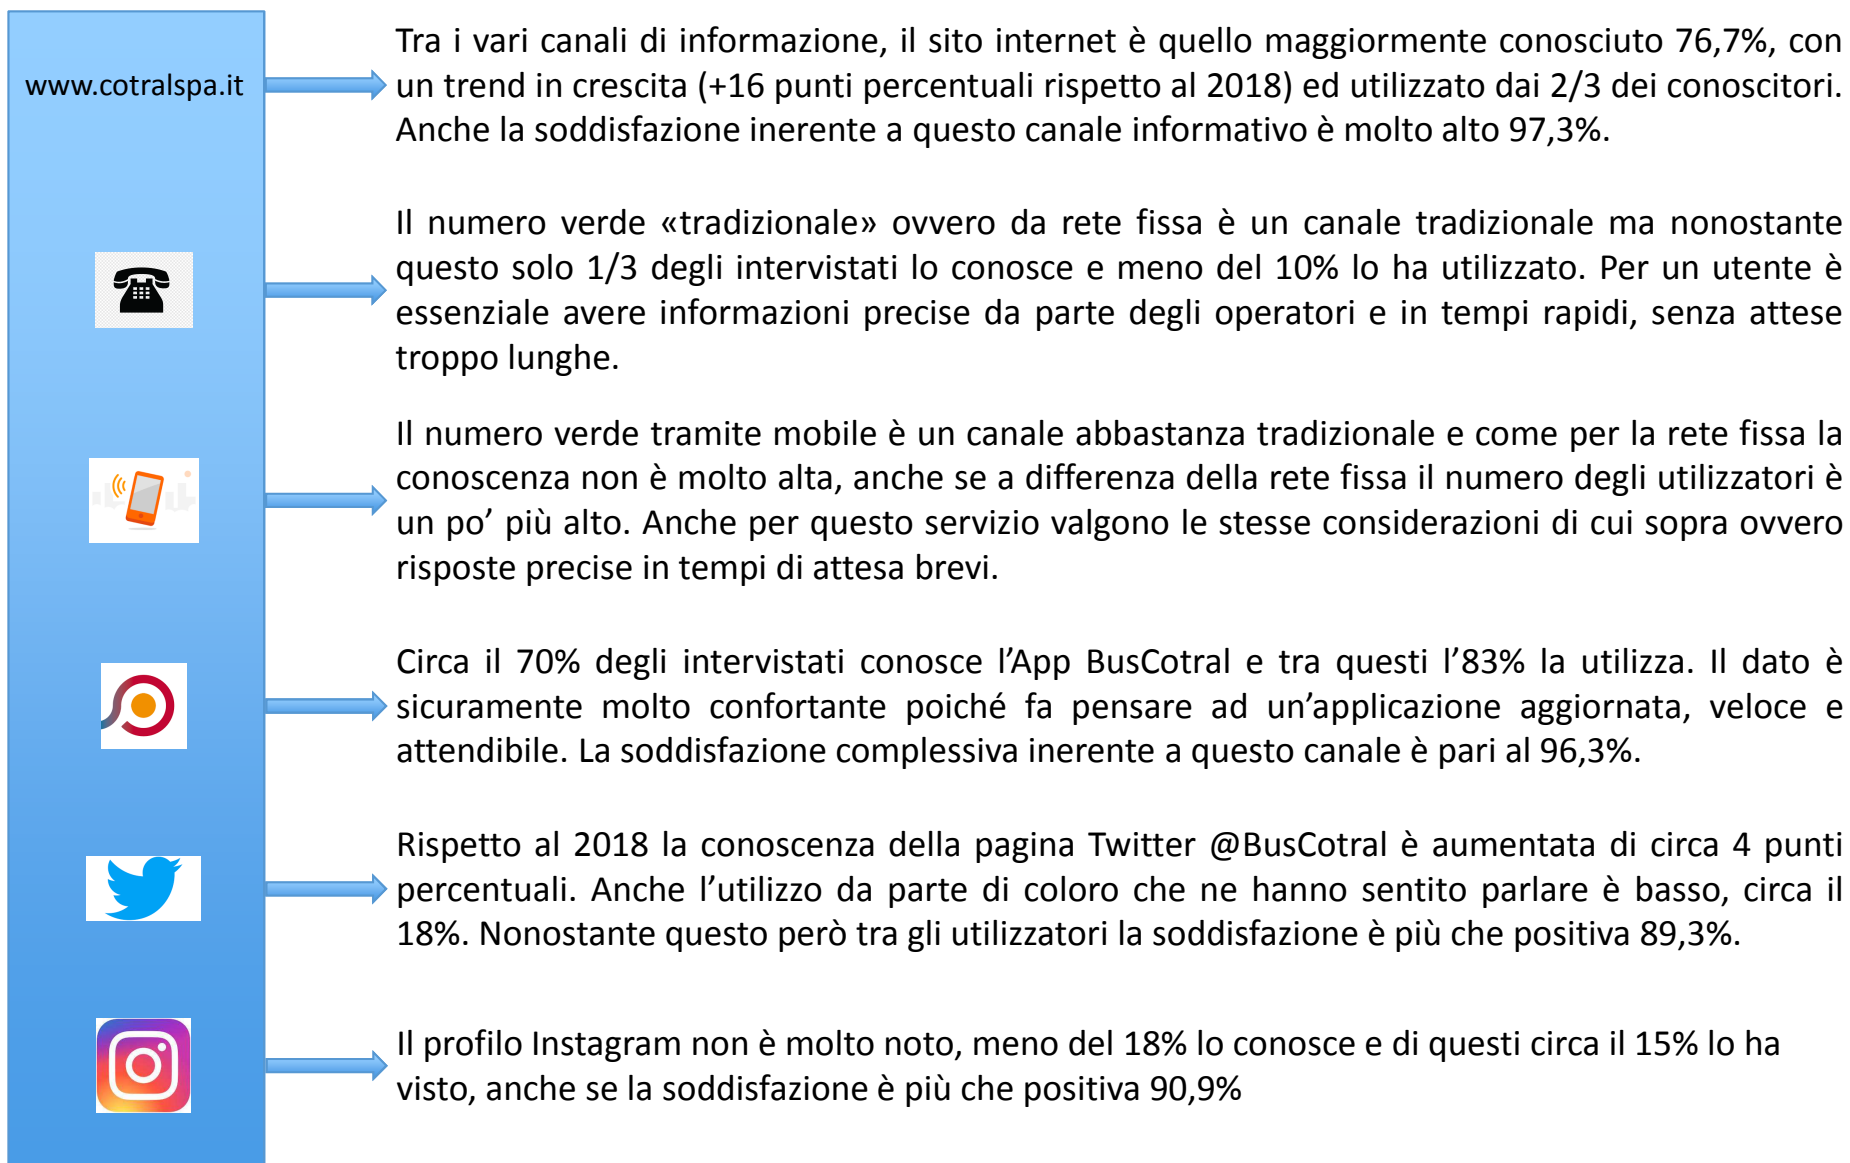 www.cotralspa.it
Tra i vari canali di informazione, il sito internet è quello maggiormente conosciuto 76,7%, con
un trend in crescita (+16 punti percentuali rispetto al 2018) ed utilizzato dai 2/3 dei conoscitori.
Anche la soddisfazione inerente a questo canale informativo è molto alto 97,3%.
Il numero verde «tradizionale» ovvero da rete fissa è un canale tradizionale ma nonostante
questo solo 1/3 degli intervistati lo conosce e meno del 10% lo ha utilizzato. Per un utente è
essenziale avere informazioni precise da parte degli operatori e in tempi rapidi, senza attese
troppo lunghe.
Il numero verde tramite mobile è un canale abbastanza tradizionale e come per la rete fissa la
conoscenza non è molto alta, anche se a differenza della rete fissa il numero degli utilizzatori è
un po’ più alto. Anche per questo servizio valgono le stesse considerazioni di cui sopra ovvero
risposte precise in tempi di attesa brevi.
Circa il 70% degli intervistati conosce l’App BusCotral e tra questi l’83% la utilizza. Il dato è
sicuramente molto confortante poiché fa pensare ad un’applicazione aggiornata, veloce e
attendibile. La soddisfazione complessiva inerente a questo canale è pari al 96,3%.
Rispetto al 2018 la conoscenza della pagina Twitter @BusCotral è aumentata di circa 4 punti
percentuali. Anche l’utilizzo da parte di coloro che ne hanno sentito parlare è basso, circa il
18%. Nonostante questo però tra gli utilizzatori la soddisfazione è più che positiva 89,3%.
Il profilo Instagram non è molto noto, meno del 18% lo conosce e di questi circa il 15% lo ha
visto, anche se la soddisfazione è più che positiva 90,9%